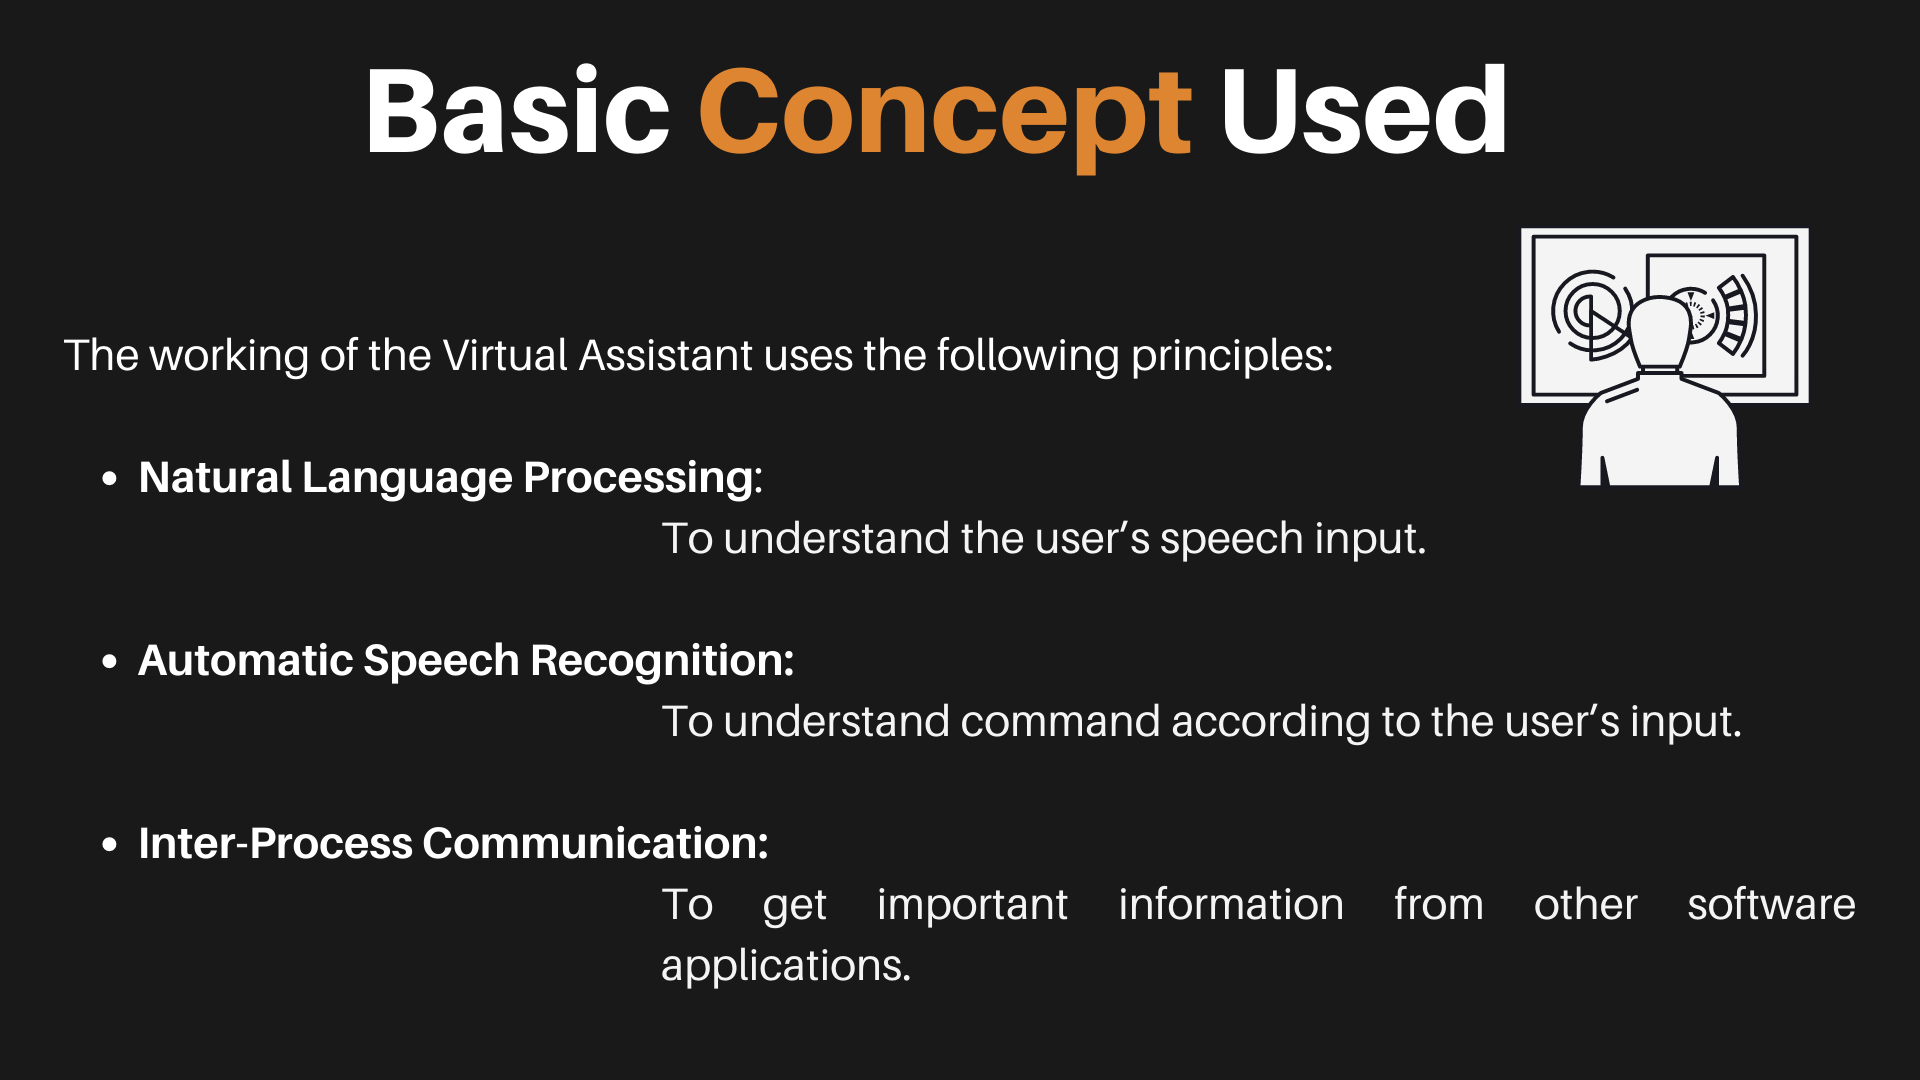 Basic Concept Used
The working of the Virtual Assistant uses the following principles:
• Natural Language Processing:
To understand the user’s speech input.
• Automatic Speech Recognition:
To understand command according to the user’s input.
• Inter-Process Communication:
To get important information from other software
applications.